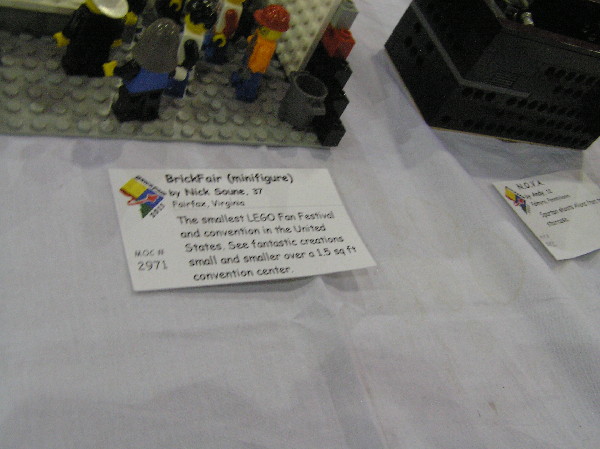 BrickFair (minifigure)
by Nick Soune, 37
Fairfax, Virginia
The smallest LEGO Fan Festival
and convention in the United
States. See fantastic creations
small and smaller over a 1.5 sq ft
convention center.
MOC #
2971
N.O.V.A.